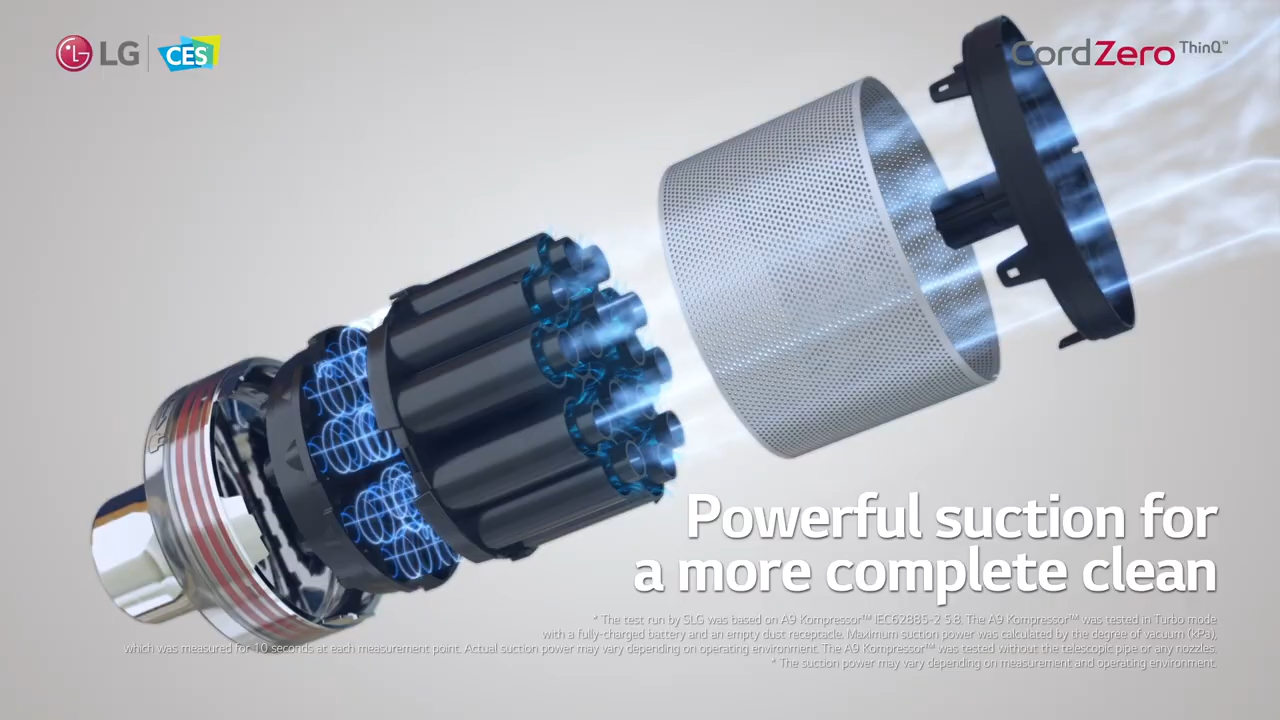 LG
CES
CordZero ThinQ™
Powerful suction for
a more complete clean
* The test run by SLG was based on A9 Kompressor™ IEC62885-2 5.8. The A9 Kompressor™ was tested in Turbo mode
with a fully-charged battery and an empty dust receptacle. Maximum suction power was calculated by the degree of vacuum (kPa),
which was measured for 10 seconds at each measurement point. Actual suction power may vary depending on operating environment. The A9 Kompressor™ was tested without the telescopic pipe or any nozzles.
* The suction power may vary depending on measurement and operating environment.